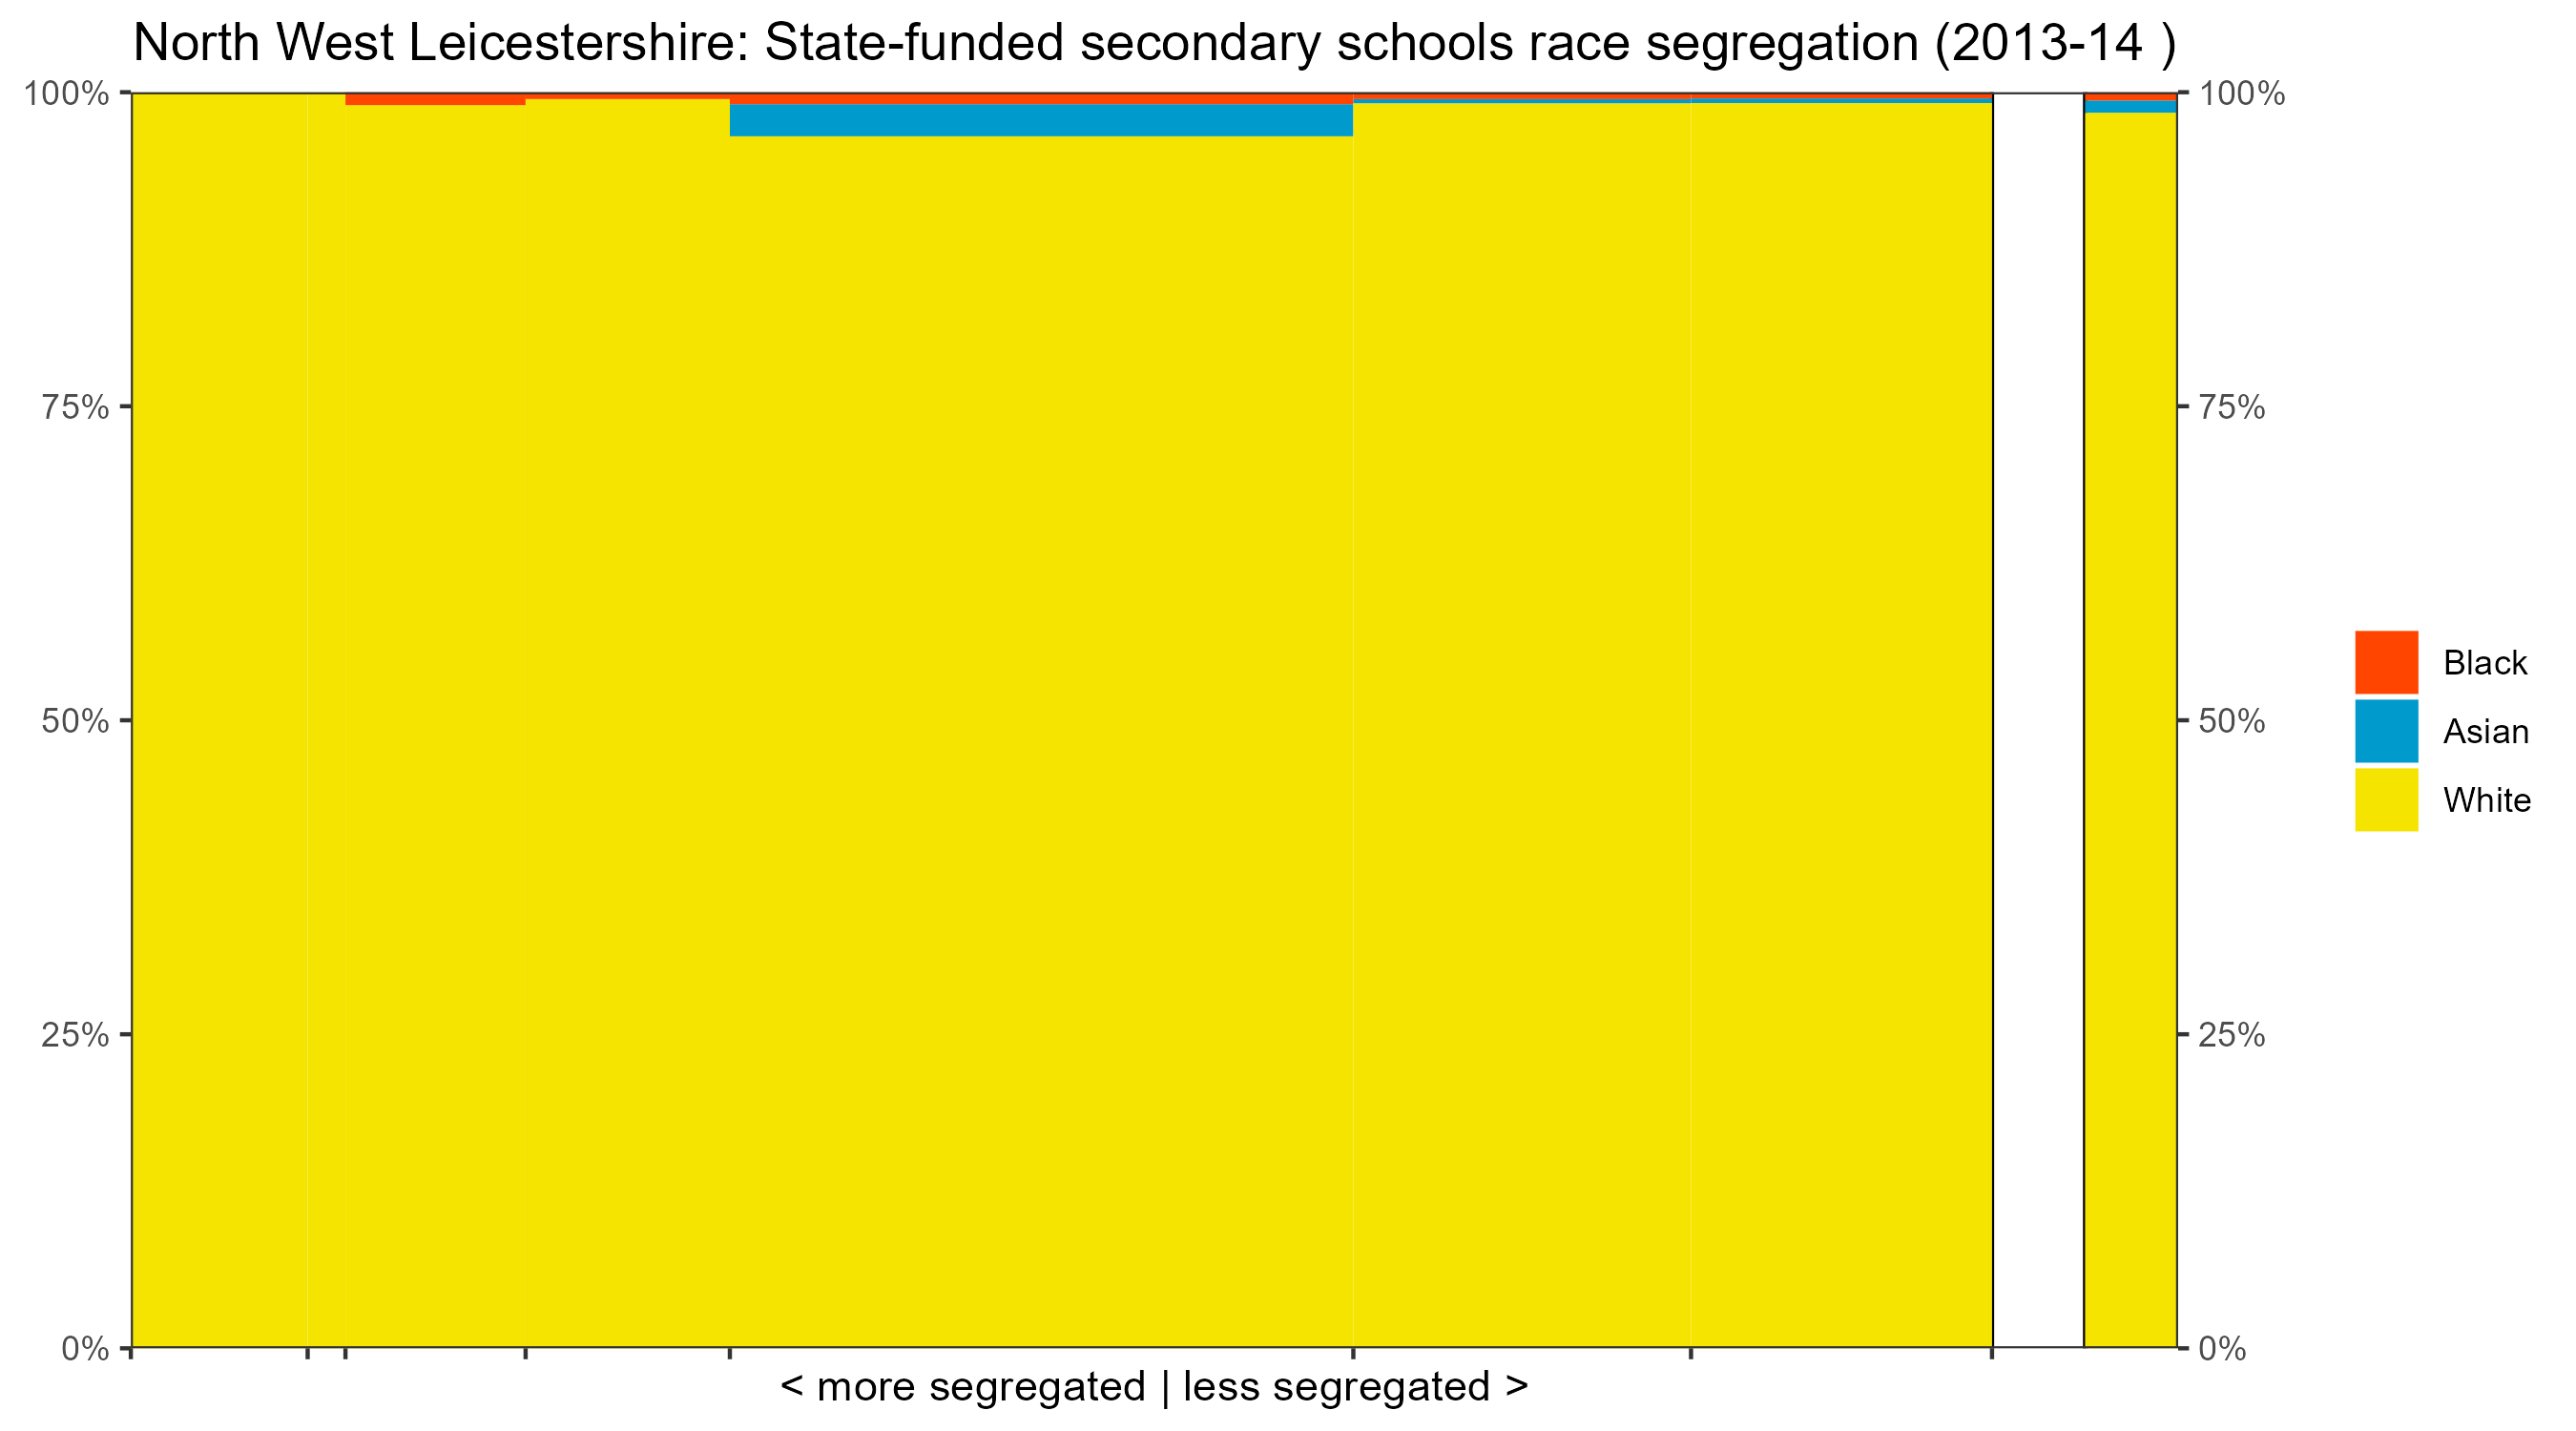 North West Leicestershire: State-funded secondary schools race segregation (2013-14 )
100%
75%
50%
25%
0%
100%
75%
50%
25%
0%
Black
Asian
White
< more segregated | less segregated >